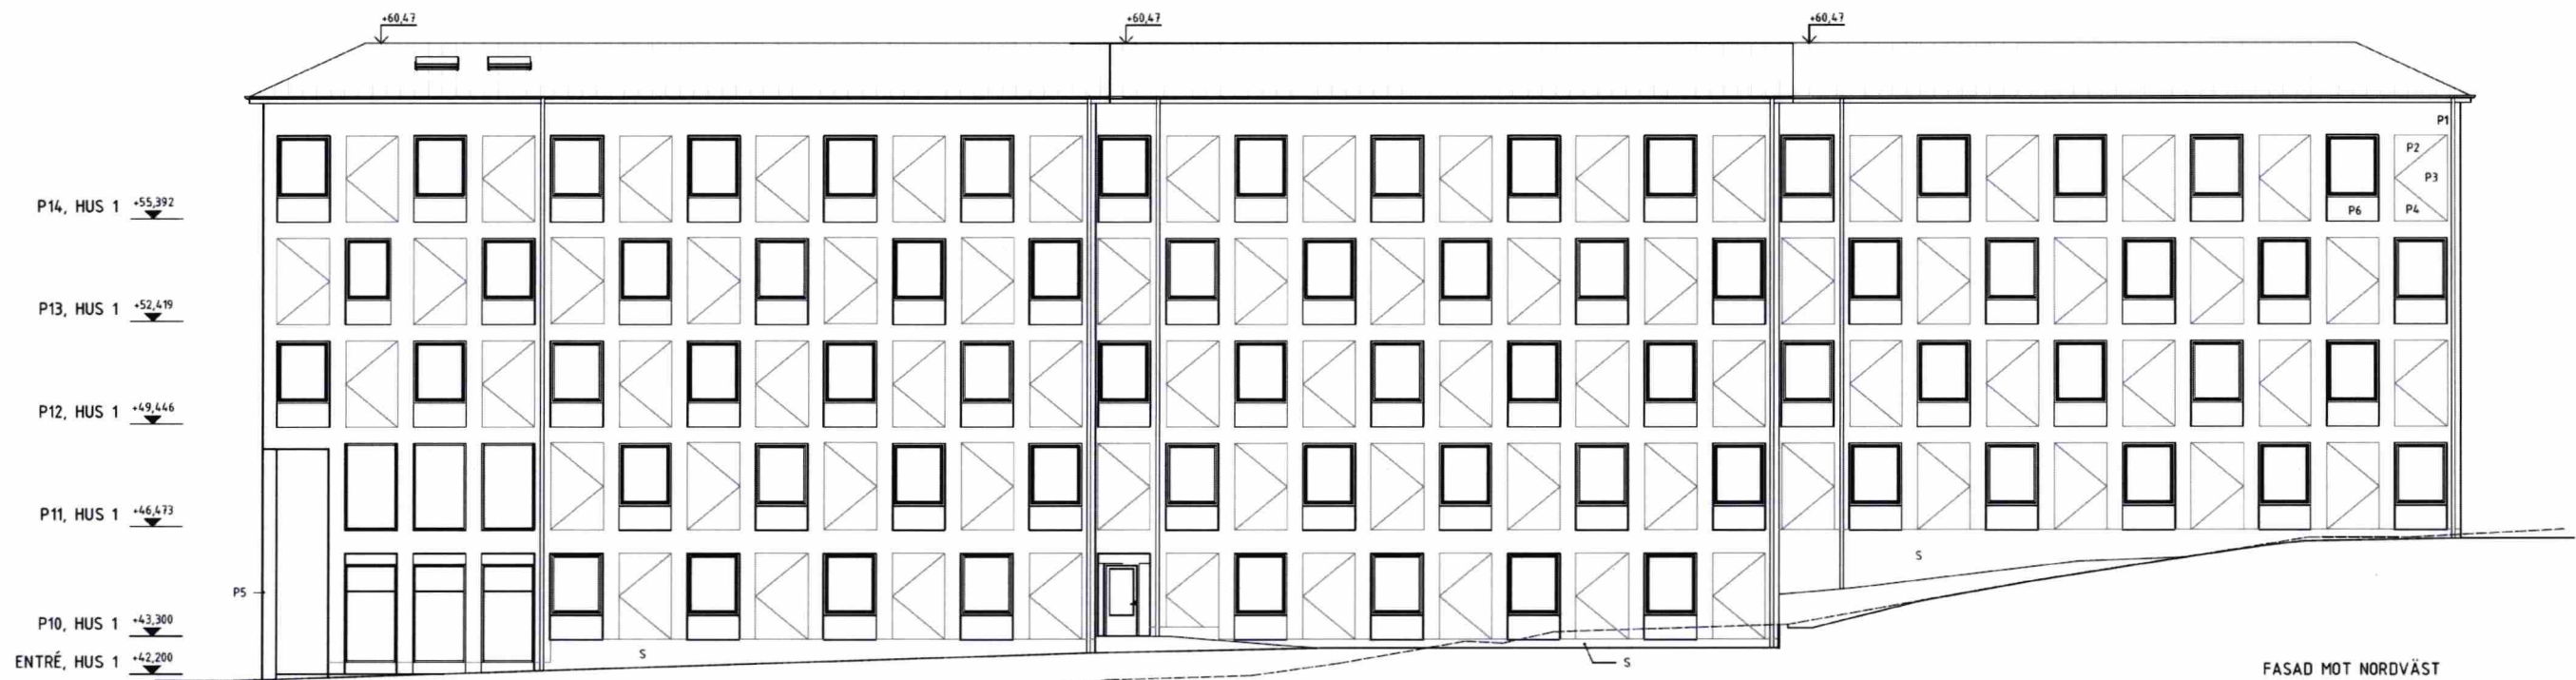 +60,47
+60,47
+60,47
P1
P2
P3
P6
P4
P14, HUS 1 +55,392
P13, HUS 1 +52,419
P12, HUS 1 +49,446
P11, HUS 1 +46,473
S
P5
P10, HUS 1 +43,300
S
S
ENTRÉ, HUS 1 +42,200
FASAD MOT NORDVÄST